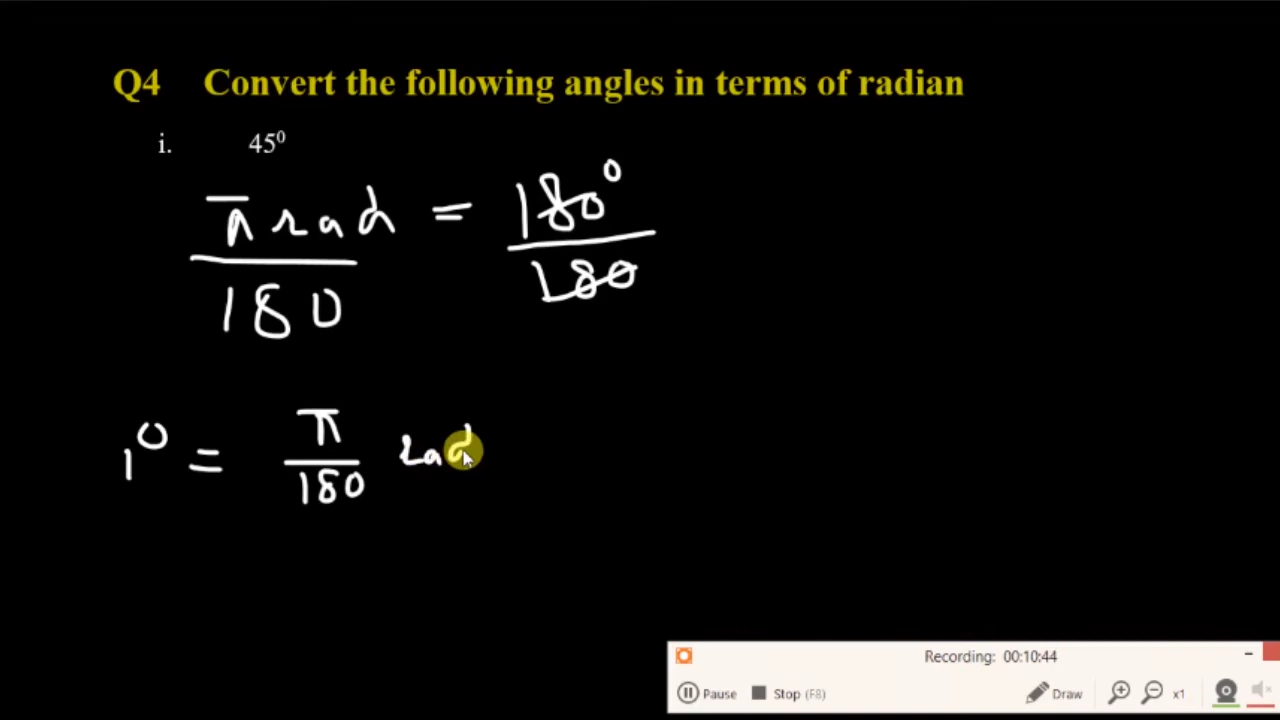 Q4 Convert the following angles in terms of radian
i. 45⁰
π rad = 180⁰
180 180
1⁰ = π/180 rad
Recording: 00:10:44
Pause Stop (F8) Draw x1